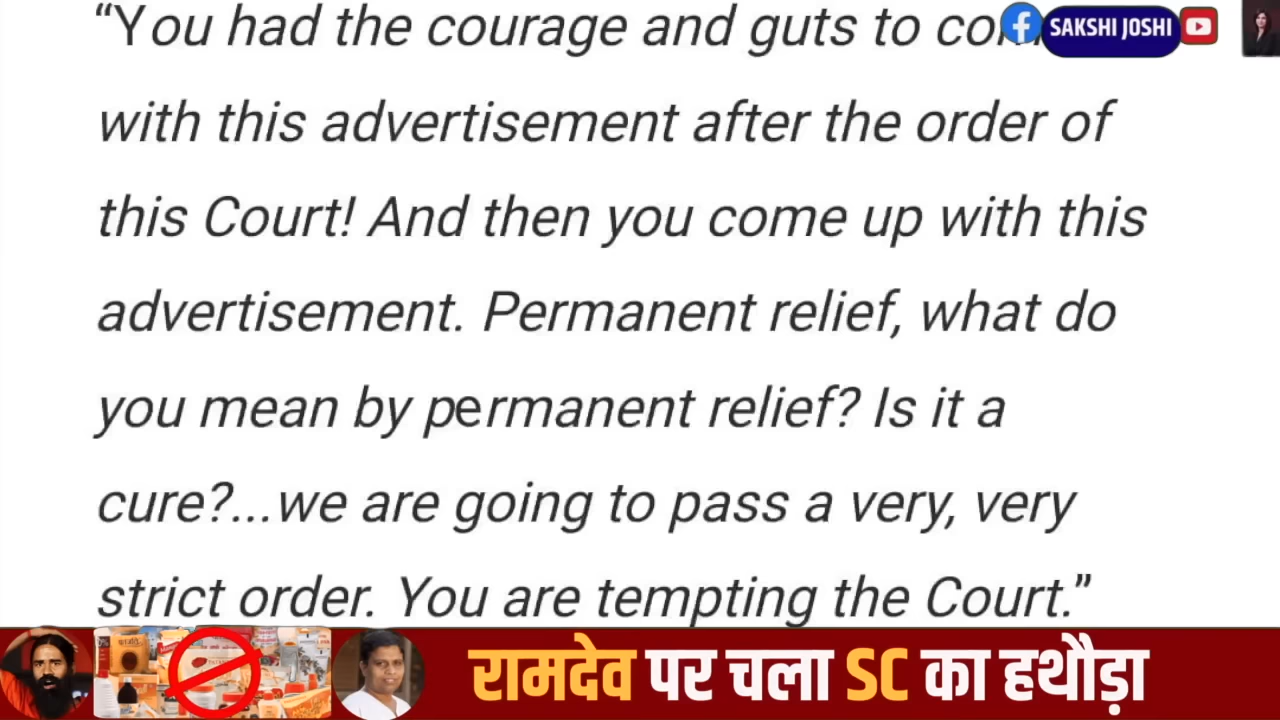 “You had the courage and guts to
SAKSHI JOSHI
with this advertisement after the order of
this Court! And then you come up with this
advertisement. Permanent relief, what do
you mean by permanent relief? Is it a
cure?...we are going to pass a very, very
strict order. You are tempting the Court.”
रामदेव पर चला SC का हथौड़ा